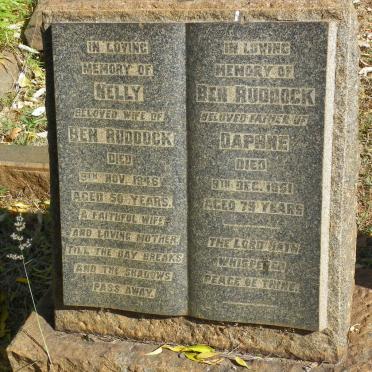 IN LOVING
MEMORY OF
NELLY
BELOVED WIFE OF
BEN RUDDOCK
DIED
9TH NOV. 1946
AGED 50 YEARS.
A FAITHFUL WIFE
AND LOVING MOTHER
TILL THE DAY BREAKS
AND THE SHADOWS
PASS AWAY.
IN LOVING
MEMORY OF
BEN RUDDOCK
BELOVED FATHER OF
DAPHNE
DIED
9TH DEC. 1951
AGED 75 YEARS
THE LORD HATH
WHISPERED
PEACE BE THINE